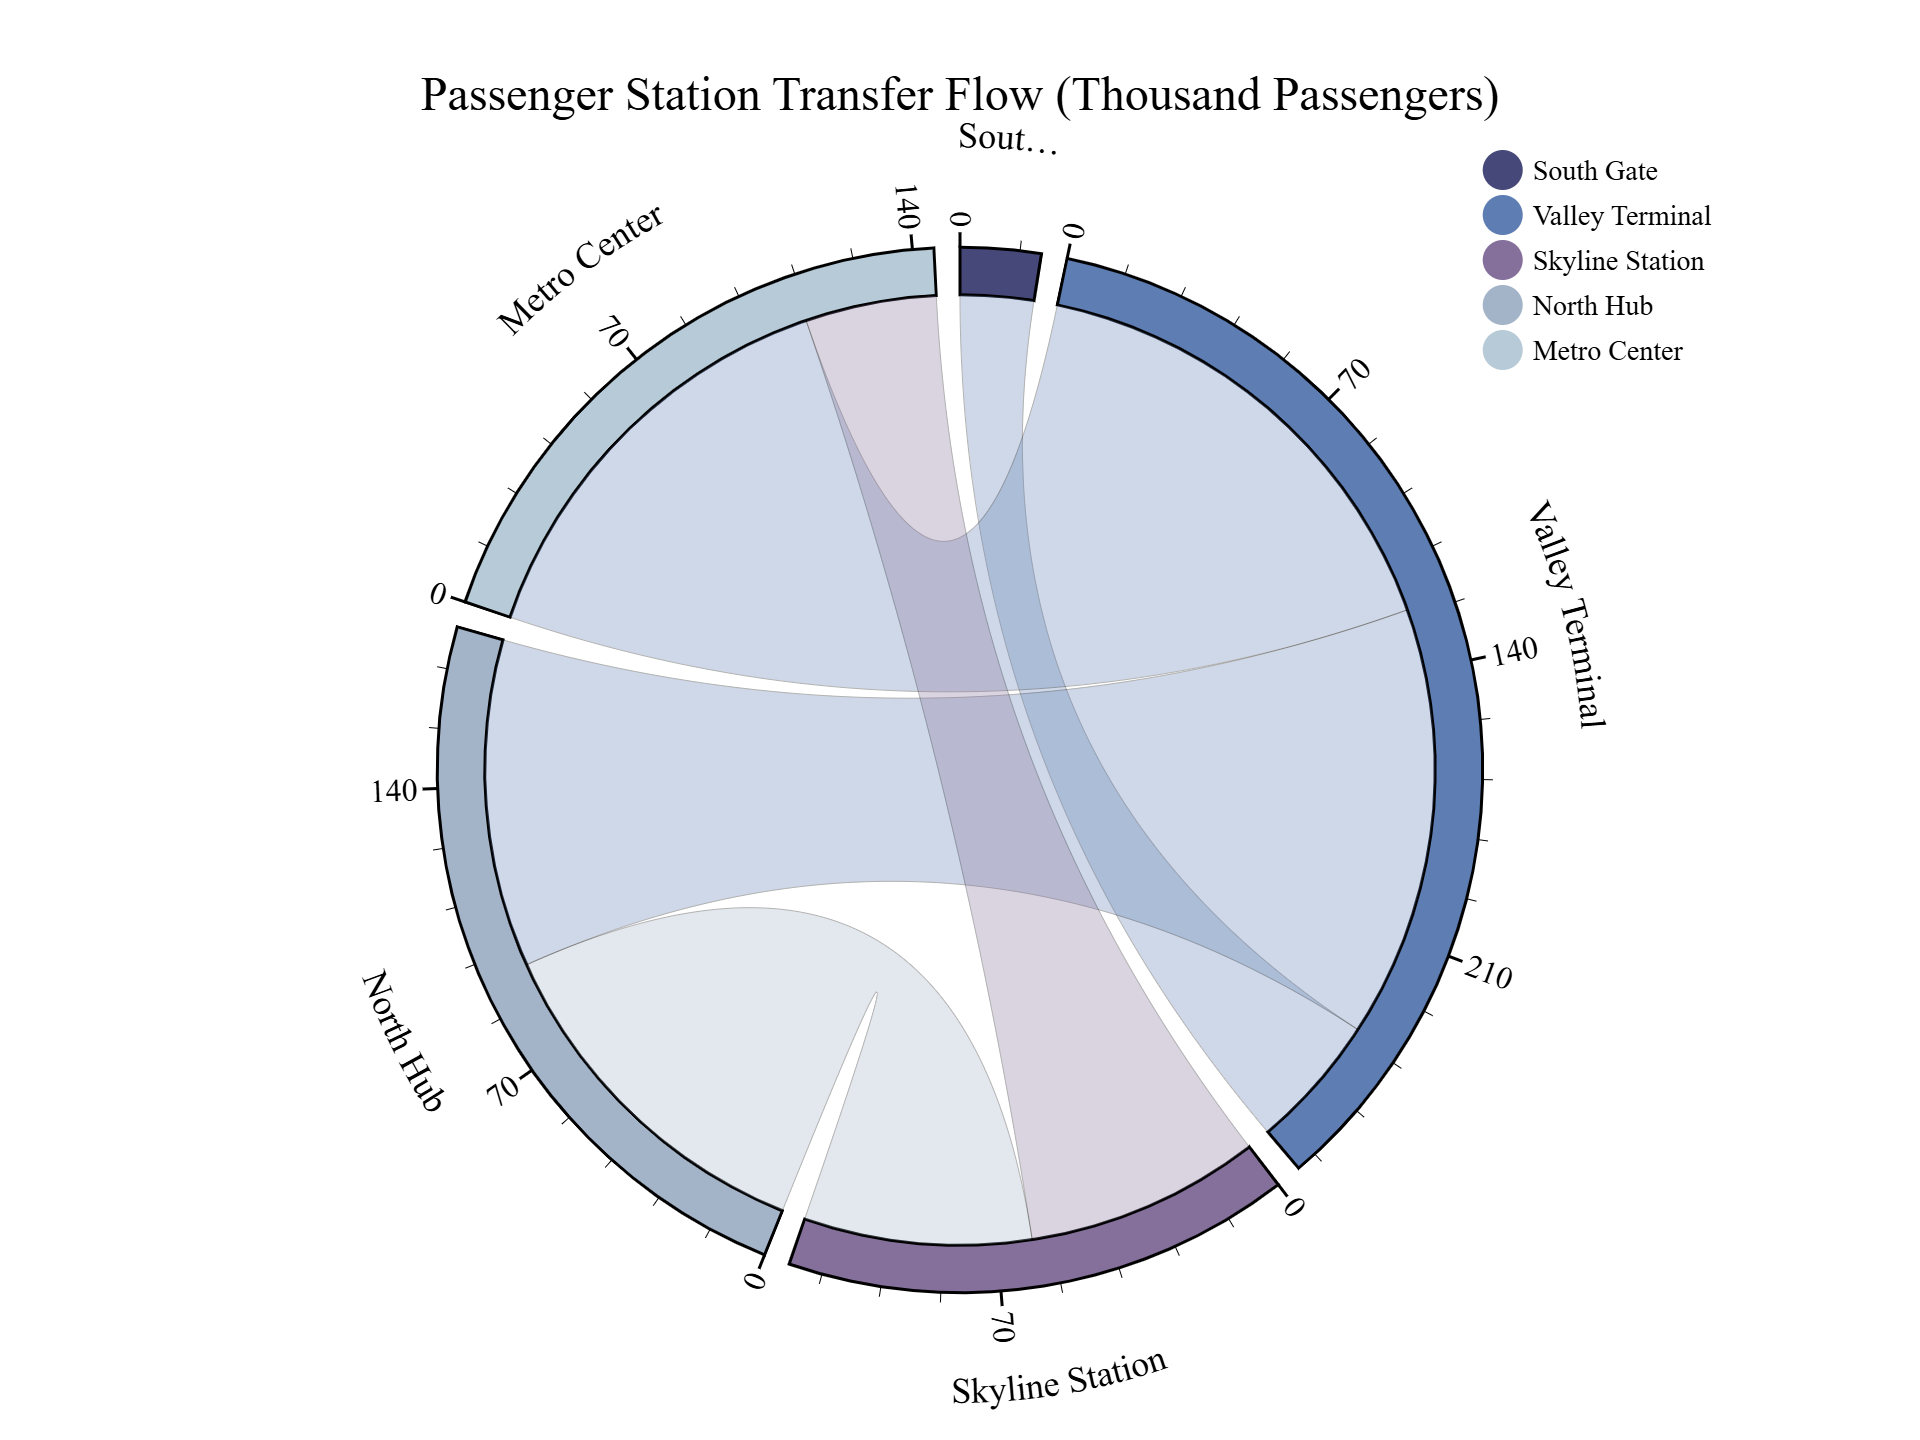 Passenger Station Transfer Flow (Thousand Passengers)
Sout…
South Gate
Valley Terminal
Skyline Station
North Hub
Metro Center
0
0
70
140
210
Valley Terminal
0
70
Skyline Station
0
70
140
North Hub
0
70
140
Metro Center